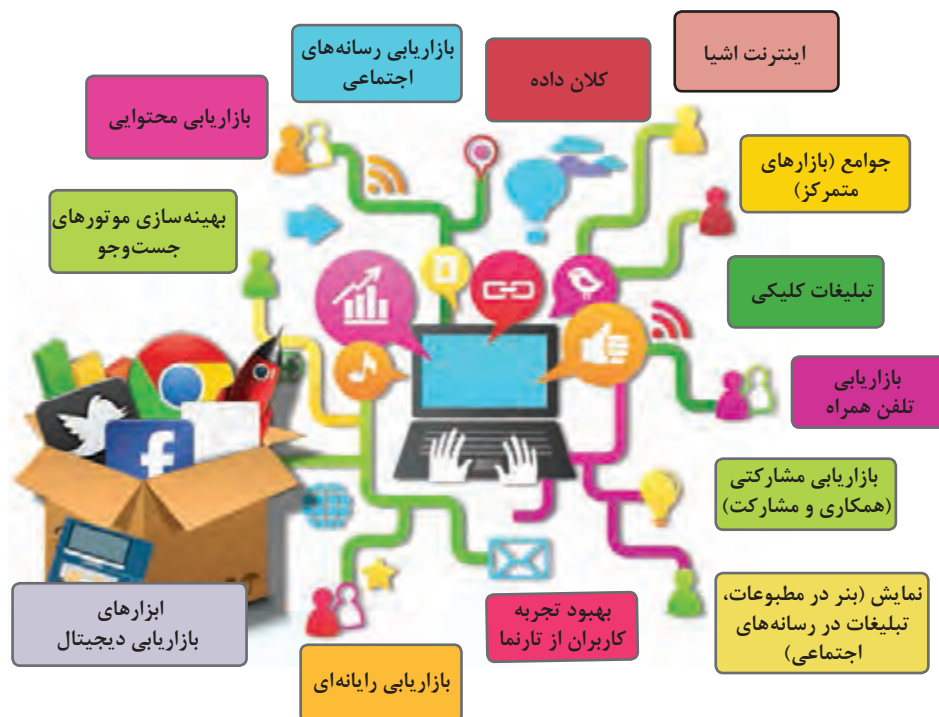 اینترنت اشیا
کلان داده
بازاریابی رسانه‌های
اجتماعی
بازاریابی محتوایی
جوامع (بازارهای
متمرکز)
بهینه‌سازی موتورهای
جست‌وجو
تبلیغات کلیکی
بازاریابی
تلفن همراه
بازاریابی مشارکتی
(همکاری و مشارکت)
نمایش (بنر در مطبوعات،
تبلیغات در رسانه‌های
اجتماعی)
بهبود تجربه
کاربران از تارنما
ابزارهای
بازاریابی دیجیتال
بازاریابی رایانه‌ای